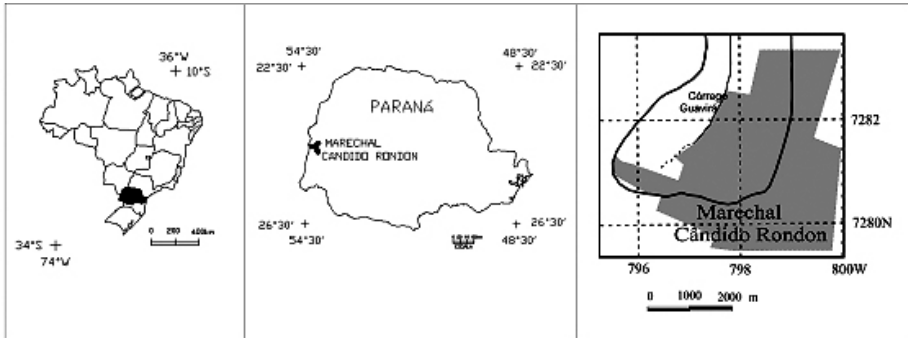 36°W
10°S
34°S
74°W
0 200 400km
54°30'
22°30'
48°30'
22°30'
PARANÁ
MARECHAL
CANDIDO RONDON
26°30'
54°30'
26°30'
48°30'
Córrego
Guavirá
7282
Marechal
Cândido Rondon
7280N
796 798 800W
0 1000 2000 m